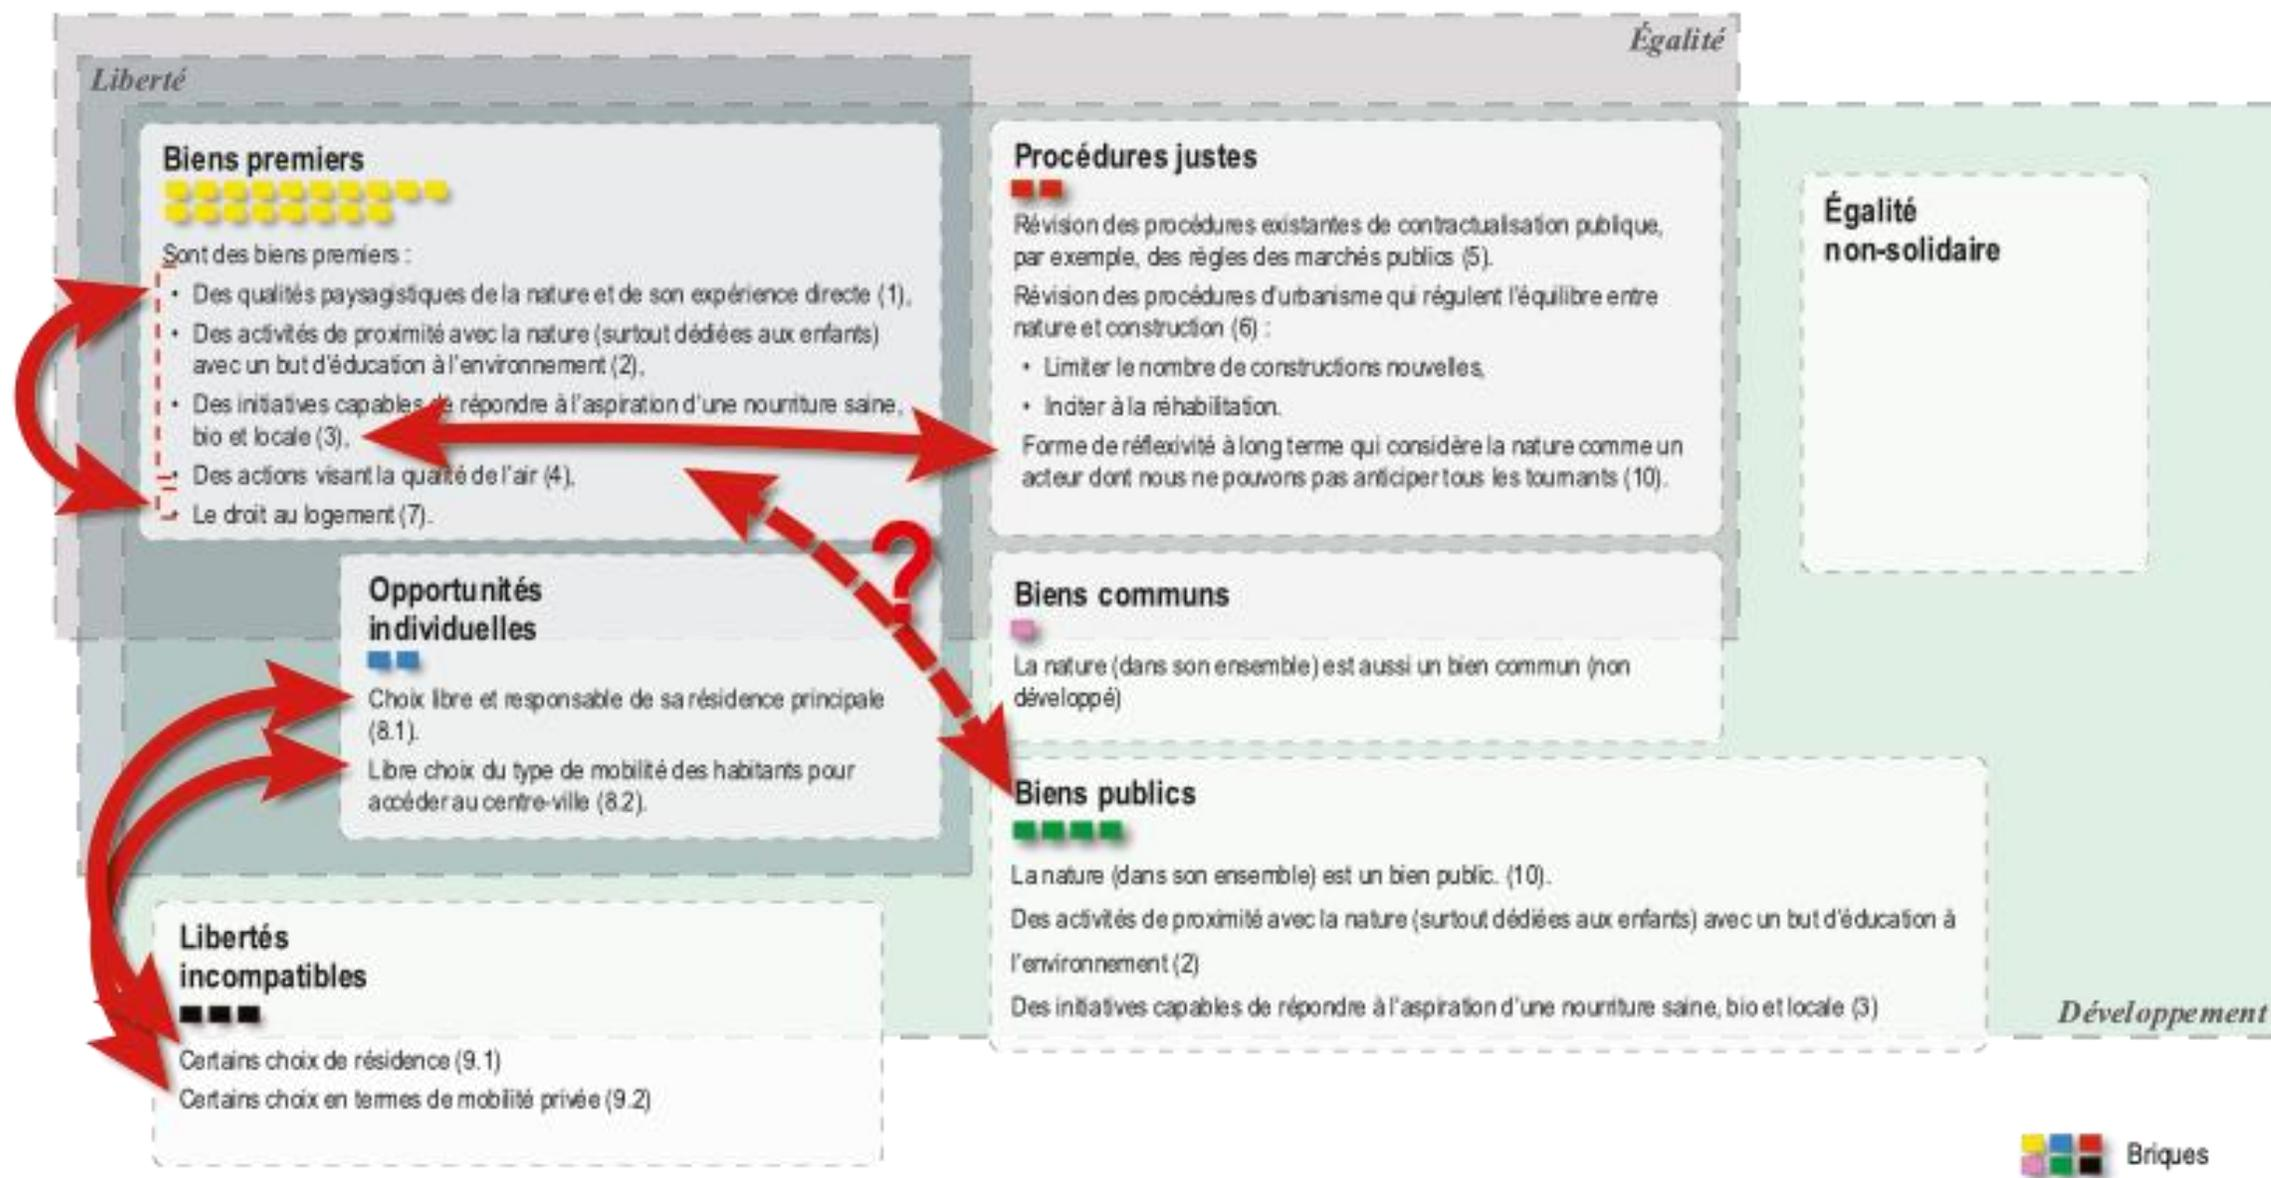 Égalité
Liberté
Biens premiers
Sont des biens premiers :
• Des qualités paysagistiques de la nature et de son expérience directe (1),
• Des activités de proximité avec la nature (surtout dédiées aux enfants)
avec un but d'éducation à l'environnement (2),
• Des initiatives capables de répondre à l'aspiration d'une nourriture saine,
bio et locale (3),
• Des actions visant la qualité de l'air (4),
• Le droit au logement (7).
Procédures justes
Révision des procédures existantes de contractualisation publique,
par exemple, des règles des marchés publics (5).
Révision des procédures d'urbanisme qui régulent l'équilibre entre
nature et construction (6) :
• Limiter le nombre de constructions nouvelles,
• Inciter à la réhabilitation.
Forme de réflexivité à long terme qui considère la nature comme un
acteur dont nous ne pouvons pas anticiper tous les tournants (10).
Égalité
non-solidaire
?
Opportunités
individuelles
Choix libre et responsable de sa résidence principale
(8.1).
Libre choix du type de mobilité des habitants pour
accéder au centre-ville (8.2).
Biens communs
La nature (dans son ensemble) est aussi un bien commun (non
développé)
Biens publics
La nature (dans son ensemble) est un bien public. (10).
Des activités de proximité avec la nature (surtout dédiées aux enfants) avec un but d'éducation à
l'environnement (2)
Des initiatives capables de répondre à l'aspiration d'une nourriture saine, bio et locale (3)
Développement
Libertés
incompatibles
Certains choix de résidence (9.1)
Certains choix en termes de mobilité privée (9.2)
Briques